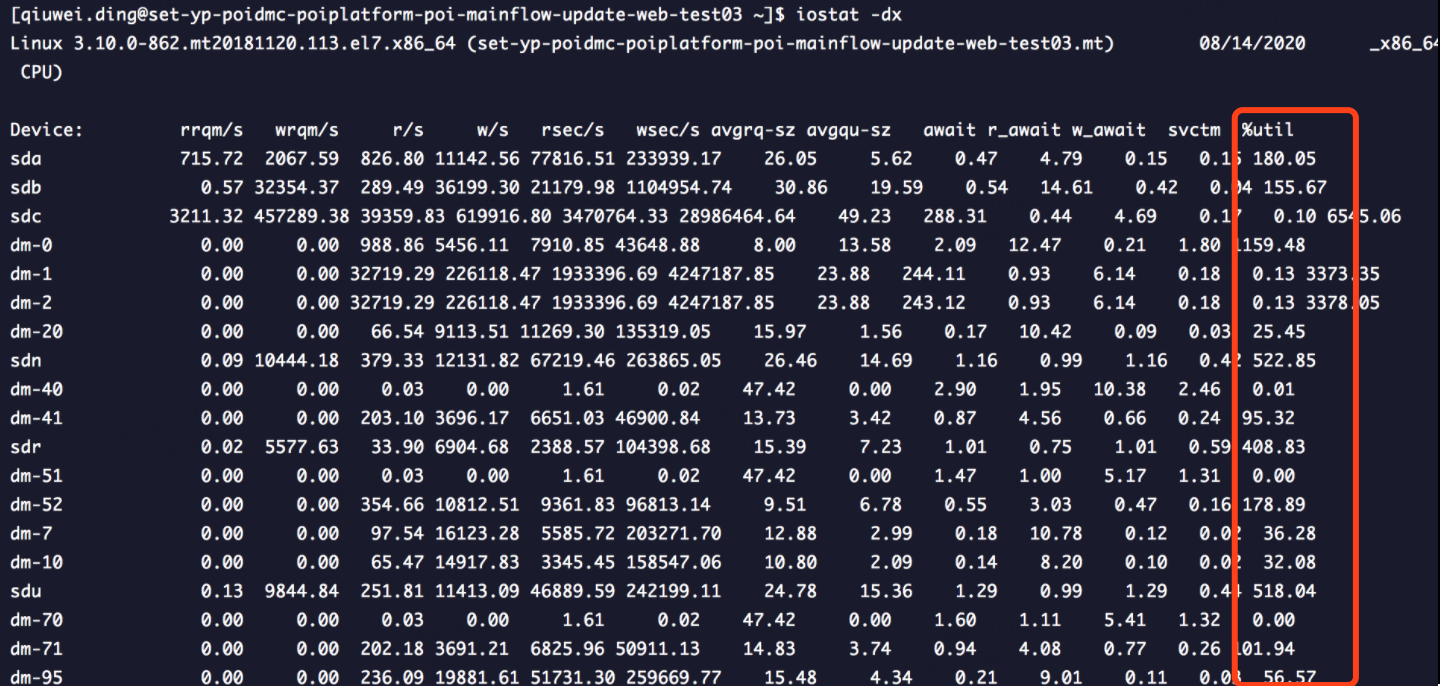 [qiuwei.ding@set-yp-poidmc-poiplatform-poi-mainflow-update-web-test03 ~]$ iostat -dx
Linux 3.10.0-862.mt20181120.113.el7.x86_64 (set-yp-poidmc-poiplatform-poi-mainflow-update-web-test03.mt) 08/14/2020 _x86_64
CPU)
Device: rrqm/s wrqm/s r/s w/s rsec/s wsec/s avgrq-sz avgqu-sz await r_await w_await svctm %util
sda 715.72 2067.59 826.80 11142.56 77816.51 233939.17 26.05 5.62 0.47 4.79 0.15 0.15 180.05
sdb 0.57 32354.37 289.49 36199.30 21179.98 1104954.74 30.86 19.59 0.54 14.61 0.42 0.04 155.67
sdc 3211.32 457289.38 39359.83 619916.80 3470764.33 28986464.64 49.23 288.31 0.44 4.69 0.17 0.10 6545.06
dm-0 0.00 0.00 988.86 5456.11 7910.85 43648.88 8.00 13.58 2.09 12.47 0.21 1.80 1159.48
dm-1 0.00 0.00 32719.29 226118.47 1933396.69 4247187.85 23.88 244.11 0.93 6.14 0.18 0.13 3373.35
dm-2 0.00 0.00 32719.29 226118.47 1933396.69 4247187.85 23.88 243.12 0.93 6.14 0.18 0.13 3378.05
dm-20 0.00 0.00 66.54 9113.51 11269.30 135319.05 15.97 1.56 0.17 10.42 0.09 0.03 25.45
sdn 0.09 10444.18 379.33 12131.82 67219.46 263865.05 26.46 14.69 1.16 0.99 1.16 0.42 522.85
dm-40 0.00 0.00 0.03 0.00 1.61 0.02 47.42 0.00 2.90 1.95 10.38 2.46 0.01
dm-41 0.00 0.00 203.10 3696.17 6651.03 46900.84 13.73 3.42 0.87 4.56 0.66 0.24 95.32
sdr 0.02 5577.63 33.90 6904.68 2388.57 104398.68 15.39 7.23 1.01 0.75 1.01 0.59 408.83
dm-51 0.00 0.00 0.03 0.00 1.61 0.02 47.42 0.00 1.47 1.00 5.17 1.31 0.00
dm-52 0.00 0.00 354.66 10812.51 9361.83 96813.14 9.51 6.78 0.55 3.03 0.47 0.16 178.89
dm-7 0.00 0.00 97.54 16123.28 5585.72 203271.70 12.88 2.99 0.18 10.78 0.12 0.02 36.28
dm-10 0.00 0.00 65.47 14917.83 3345.45 158547.06 10.80 2.09 0.14 8.20 0.10 0.02 32.08
sdu 0.13 9844.84 251.81 11413.09 46889.59 242199.11 24.78 15.36 1.29 0.99 1.29 0.44 518.04
dm-70 0.00 0.00 0.03 0.00 1.61 0.02 47.42 0.00 1.60 1.11 5.41 1.32 0.00
dm-71 0.00 0.00 202.18 3691.21 6825.96 50911.13 14.83 3.74 0.94 4.08 0.77 0.26 101.94
dm-95 0.00 0.00 236.09 19881.61 51731.30 259669.77 15.48 4.34 0.21 9.01 0.11 0.03 56.57